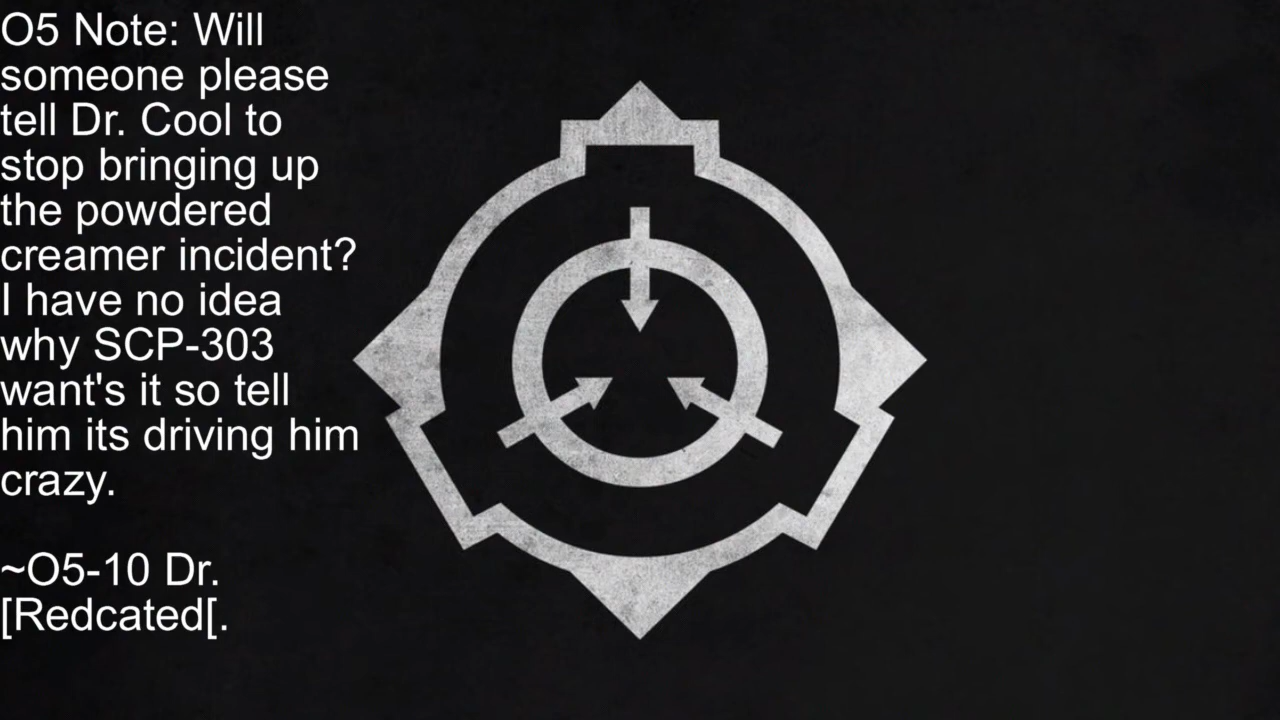 O5 Note: Will
someone please
tell Dr. Cool to
stop bringing up
the powdered
creamer incident?
I have no idea
why SCP-303
want's it so tell
him its driving him
crazy.
~O5-10 Dr.
[Redcated[.